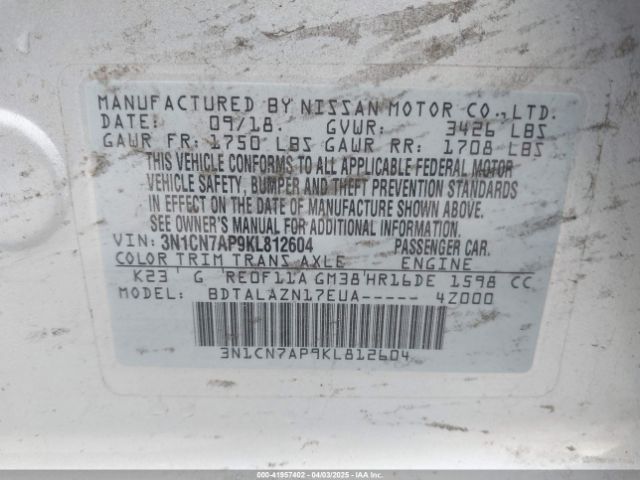 MANUFACTURED BY NISSAN MOTOR CO., LTD.
DATE: 09/18. GVWR: 3426 LBS
GAWR FR: 1750 LBS GAWR RR: 1708 LBS
THIS VEHICLE CONFORMS TO ALL APPLICABLE FEDERAL MOTOR
VEHICLE SAFETY, BUMPER AND THEFT PREVENTION STANDARDS
IN EFFECT ON THE DATE OF MANUFACTURE SHOWN ABOVE.
SEE OWNER'S MANUAL FOR ADDITIONAL INFORMATION.
VIN: 3N1CN7AP9KL812604 PASSENGER CAR.
COLOR TRIM TRANS AXLE ENGINE
K23 ' G ' RE0F11A GM38 ' HR16DE 1598 CC
MODEL: BDTALAZN17EUA----- 4Z000
3N1CN7AP9KL812604
000-41957402 - 04/03/2025 - IAA Inc.